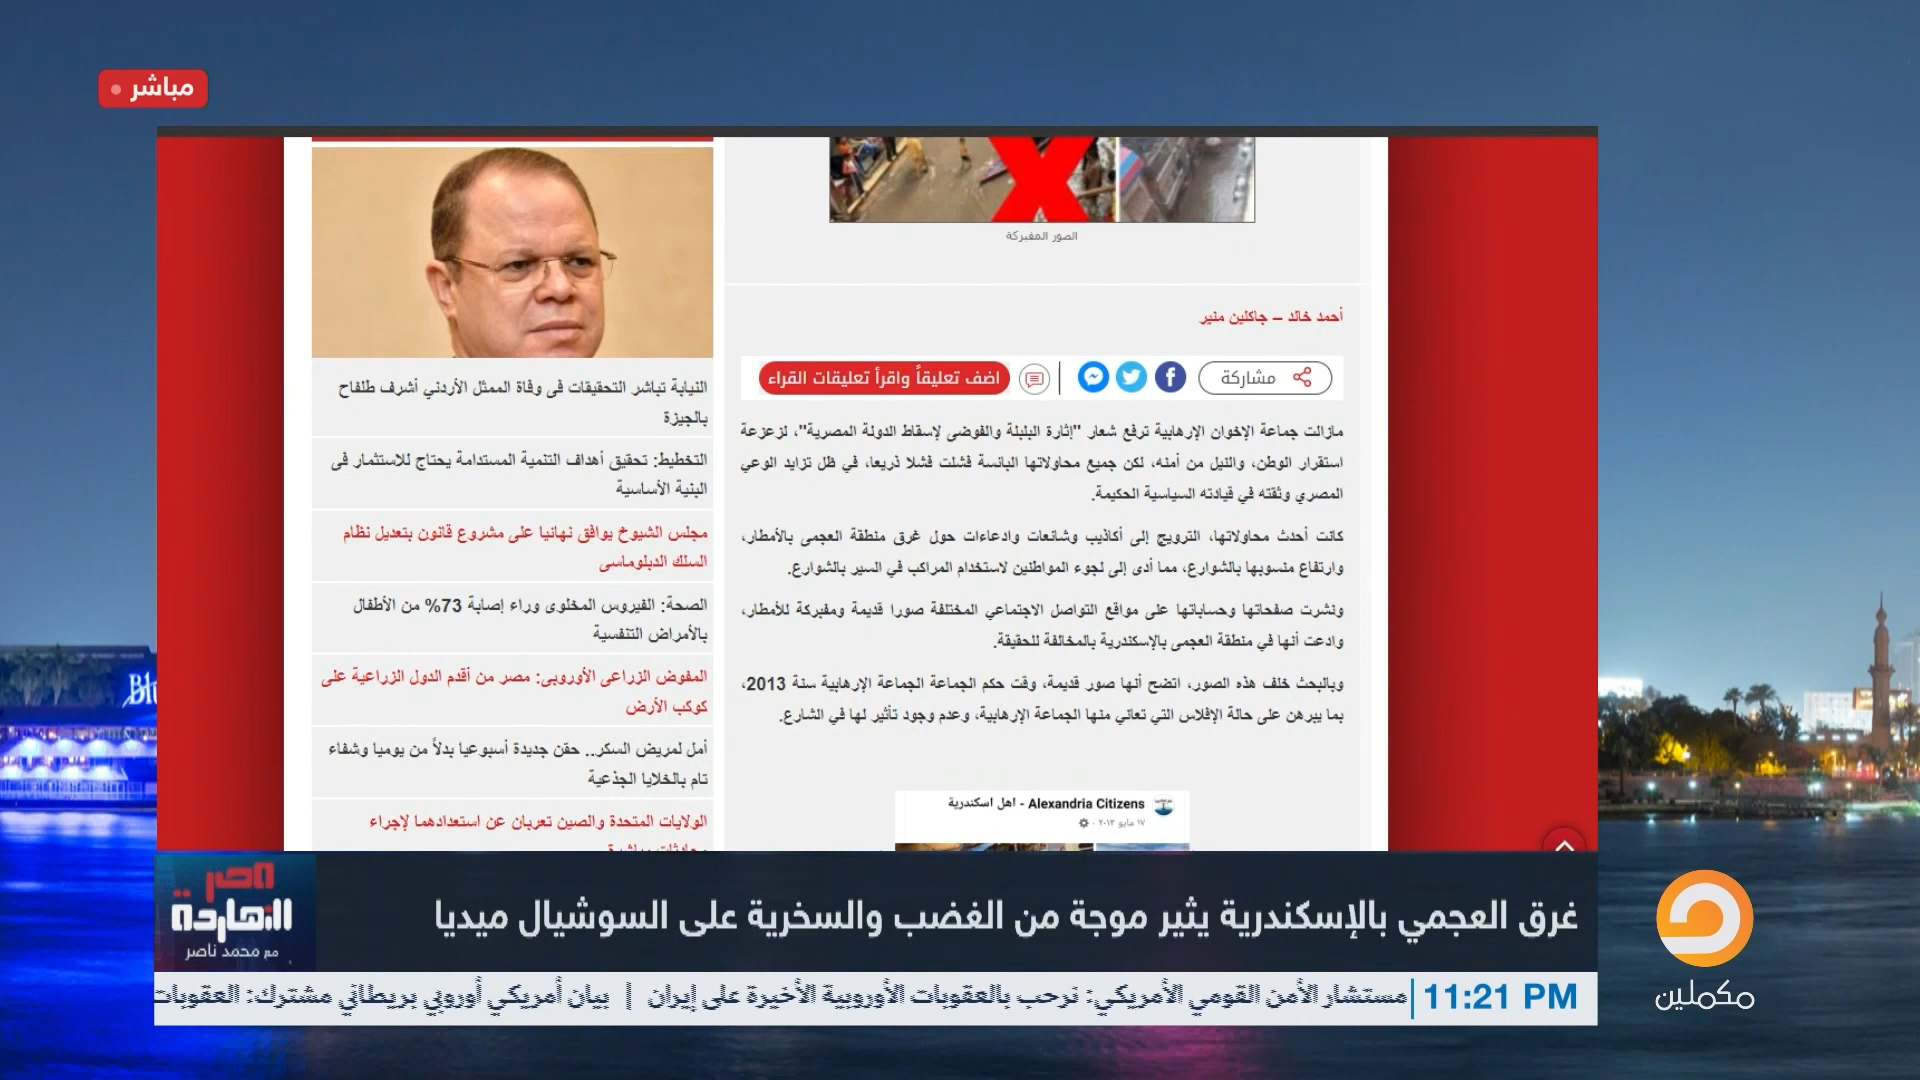 مباشر
الصور المفبركة
أحمد خالد – جاكلين منير
مشاركة
اضف تعليقاً واقرأ تعليقات القراء
مازالت جماعة الإخوان الإرهابية ترفع شعار "إثارة البلبلة والفوضى لإسقاط الدولة المصرية"، لزعزعة
استقرار الوطن، والنيل من أمنه، لكن جميع محاولاتها البائسة فشلت فشلا ذريعا، في ظل تزايد الوعي
المصري وثقته في قيادته السياسية الحكيمة.
كانت أحدث محاولاتها، الترويج إلى أكاذيب وشائعات وادعاءات حول غرق منطقة العجمى بالأمطار،
وارتفاع منسوبها بالشوارع، مما أدى إلى لجوء المواطنين لاستخدام المراكب في السير بالشوارع.
ونشرت صفحاتها وحساباتها على مواقع التواصل الاجتماعي المختلفة صورا قديمة ومفبركة للأمطار،
وادعت أنها في منطقة العجمى بالإسكندرية بالمخالفة للحقيقة.
وبالبحث خلف هذه الصور، اتضح أنها صور قديمة، وقت حكم الجماعة الجماعة الإرهابية سنة 2013،
بما يبرهن على حالة الإفلاس التي تعاني منها الجماعة الإرهابية، وعدم وجود تأثير لها في الشارع.
Alexandria Citizens - اهل اسكندرية
١٧ مايو ٢٠١٣
النيابة تباشر التحقيقات فى وفاة الممثل الأردني أشرف طلفاح
بالجيزة
التخطيط: تحقيق أهداف التنمية المستدامة يحتاج للاستثمار فى
البنية الأساسية
مجلس الشيوخ يوافق نهائيا على مشروع قانون بتعديل نظام
السلك الدبلوماسى
الصحة: الفيروس المخلوى وراء إصابة 73% من الأطفال
بالأمراض التنفسية
المفوض الزراعى الأوروبى: مصر من أقدم الدول الزراعية على
كوكب الأرض
أمل لمريض السكر.. حقن جديدة أسبوعيا بدلاً من يوميا وشفاء
تام بالخلايا الجذعية
الولايات المتحدة والصين تعربان عن استعدادهما لإجراء
Blu
مصر
النهاردة
مع محمد ناصر
غرق العجمي بالإسكندرية يثير موجة من الغضب والسخرية على السوشيال ميديا
11:21 PM
مستشار الأمن القومي الأمريكي: نرحب بالعقوبات الأوروبية الأخيرة على إيران | بيان أمريكي أوروبي بريطاني مشترك: العقوبات
مكملين